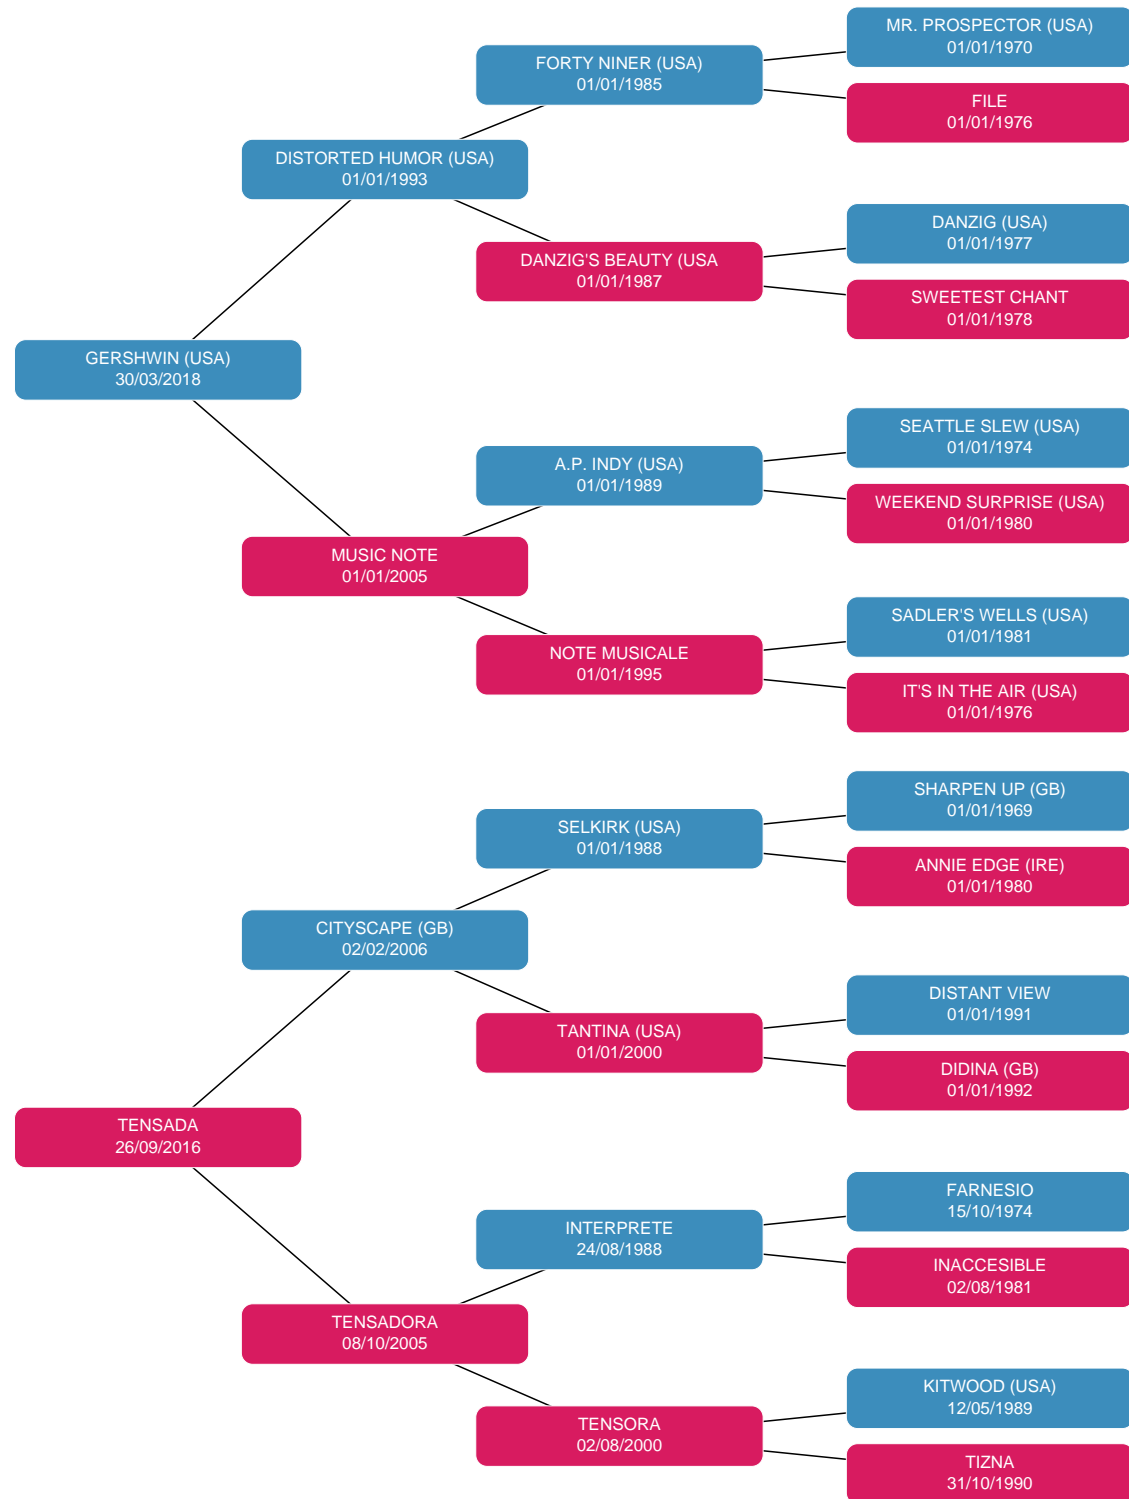 MR. PROSPECTOR (USA)
01/01/1970
FORTY NINER (USA)
01/01/1985
FILE
01/01/1976
DISTORTED HUMOR (USA)
01/01/1993
DANZIG (USA)
01/01/1977
DANZIG'S BEAUTY (USA
01/01/1987
SWEETEST CHANT
01/01/1978
GERSHWIN (USA)
30/03/2018
SEATTLE SLEW (USA)
01/01/1974
A.P. INDY (USA)
01/01/1989
WEEKEND SURPRISE (USA)
01/01/1980
MUSIC NOTE
01/01/2005
SADLER'S WELLS (USA)
01/01/1981
NOTE MUSICALE
01/01/1995
IT'S IN THE AIR (USA)
01/01/1976
SHARPEN UP (GB)
01/01/1969
SELKIRK (USA)
01/01/1988
ANNIE EDGE (IRE)
01/01/1980
CITYSCAPE (GB)
02/02/2006
DISTANT VIEW
01/01/1991
TANTINA (USA)
01/01/2000
DIDINA (GB)
01/01/1992
TENSADA
26/09/2016
FARNESIO
15/10/1974
INTERPRETE
24/08/1988
INACCESIBLE
02/08/1981
TENSADORA
08/10/2005
KITWOOD (USA)
12/05/1989
TENSORA
02/08/2000
TIZNA
31/10/1990